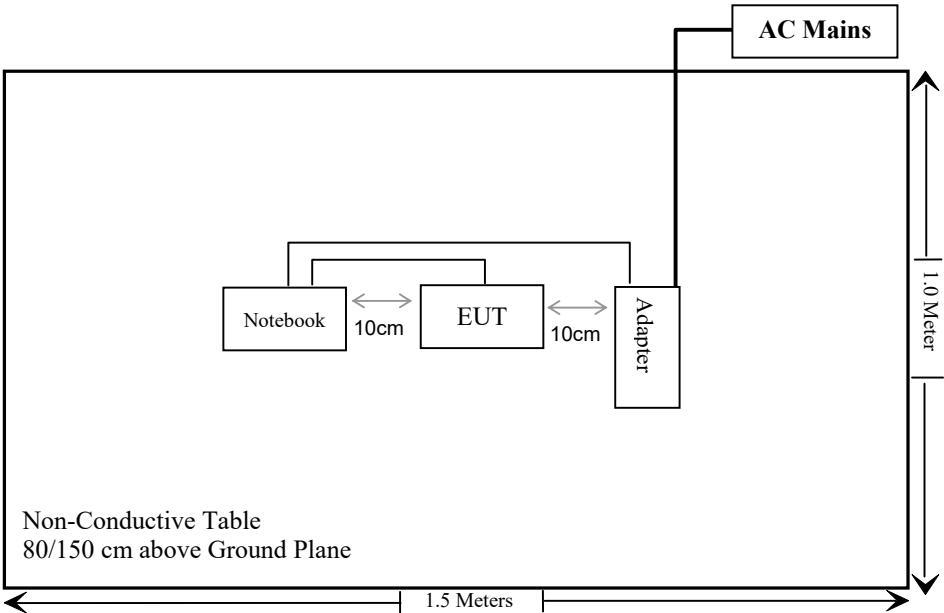 AC Mains
Notebook
10cm
EUT
10cm
Adapter
1.0 Meter
Non-Conductive Table
80/150 cm above Ground Plane
1.5 Meters